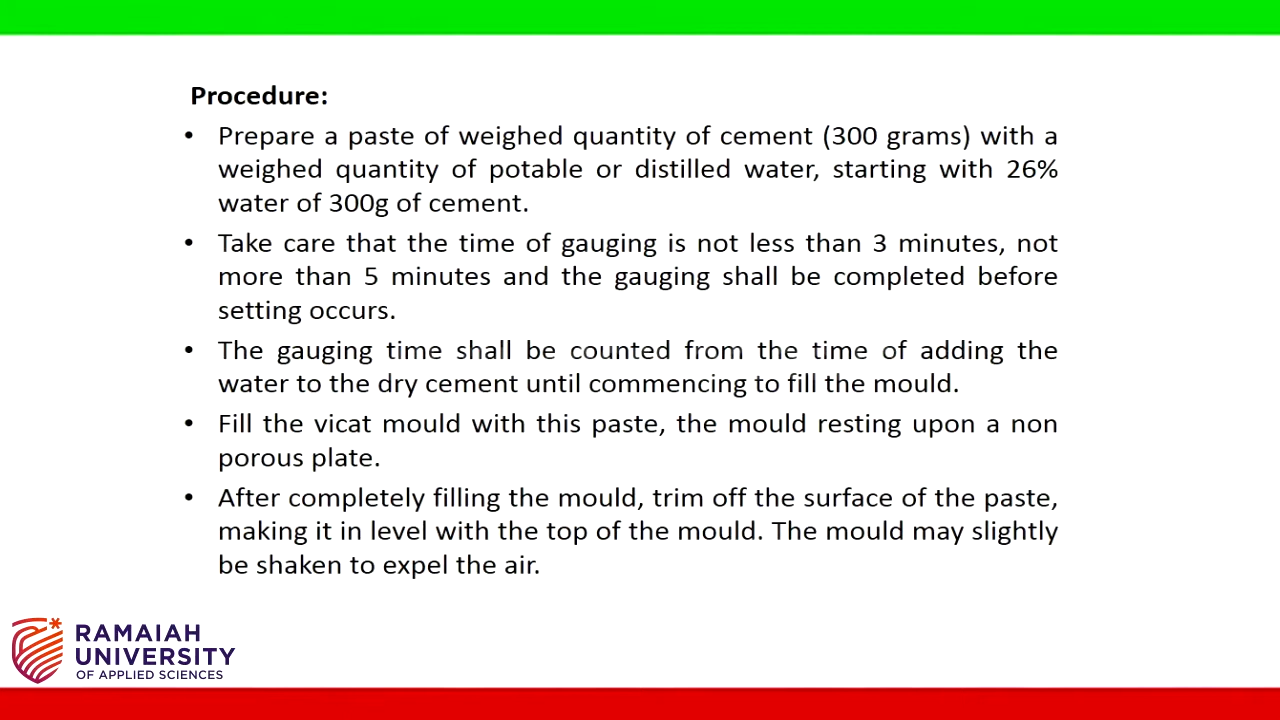 Procedure:
• Prepare a paste of weighed quantity of cement (300 grams) with a
weighed quantity of potable or distilled water, starting with 26%
water of 300g of cement.
• Take care that the time of gauging is not less than 3 minutes, not
more than 5 minutes and the gauging shall be completed before
setting occurs.
• The gauging time shall be counted from the time of adding the
water to the dry cement until commencing to fill the mould.
• Fill the vicat mould with this paste, the mould resting upon a non
porous plate.
• After completely filling the mould, trim off the surface of the paste,
making it in level with the top of the mould. The mould may slightly
be shaken to expel the air.
RAMAIAH
UNIVERSITY
OF APPLIED SCIENCES